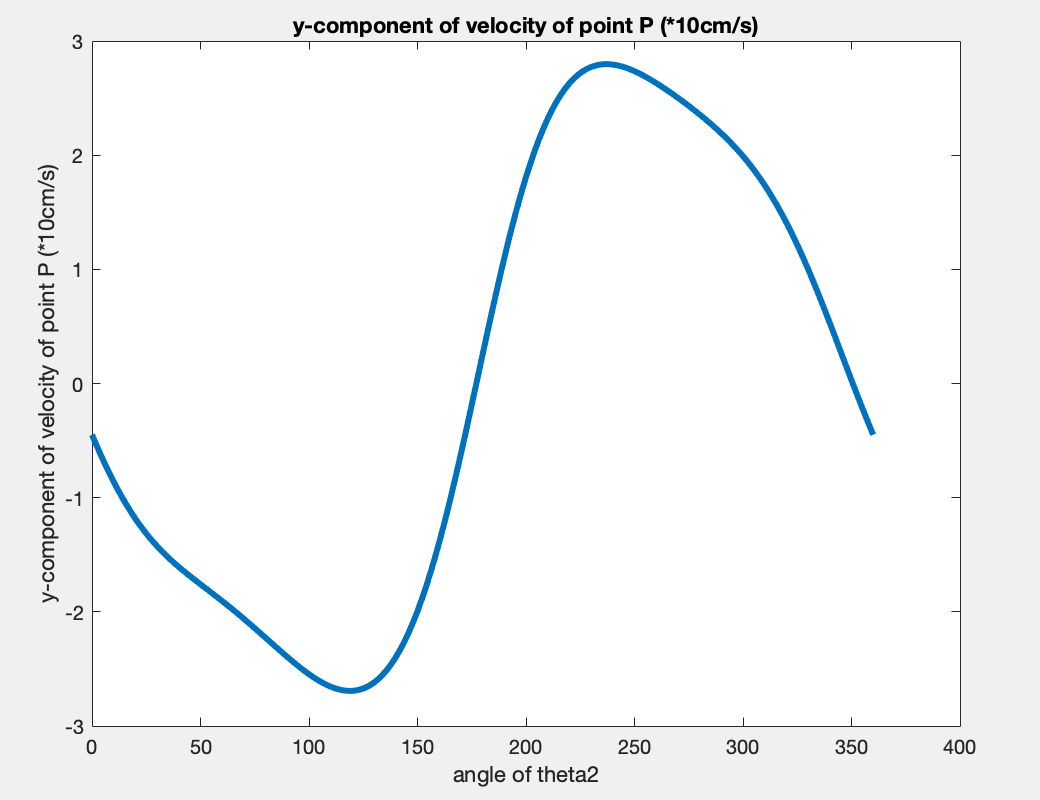 y-component of velocity of point P (*10cm/s)
y-component of velocity of point P (*10cm/s)
3
2
1
0
-1
-2
-3
0 50 100 150 200 250 300 350 400
angle of theta2